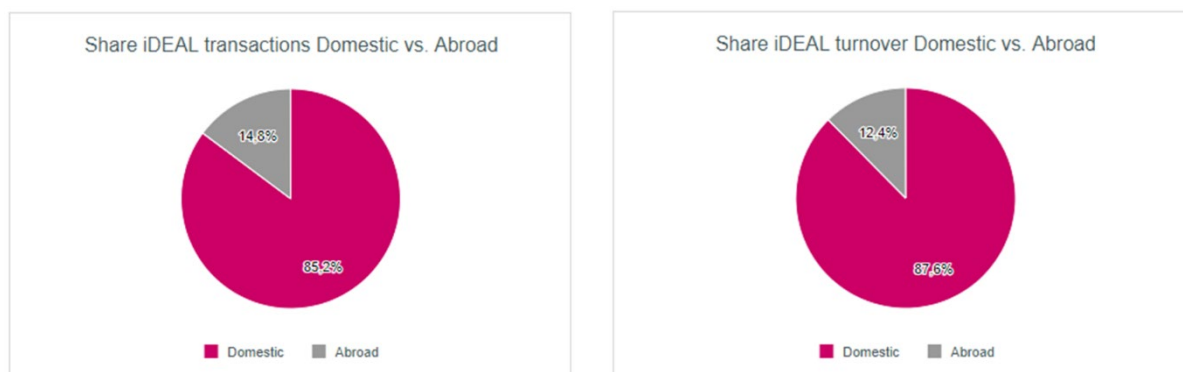 Share iDEAL transactions Domestic vs. Abroad
14,8%
85,2%
Domestic Abroad
Share iDEAL turnover Domestic vs. Abroad
12,4%
87,6%
Domestic Abroad